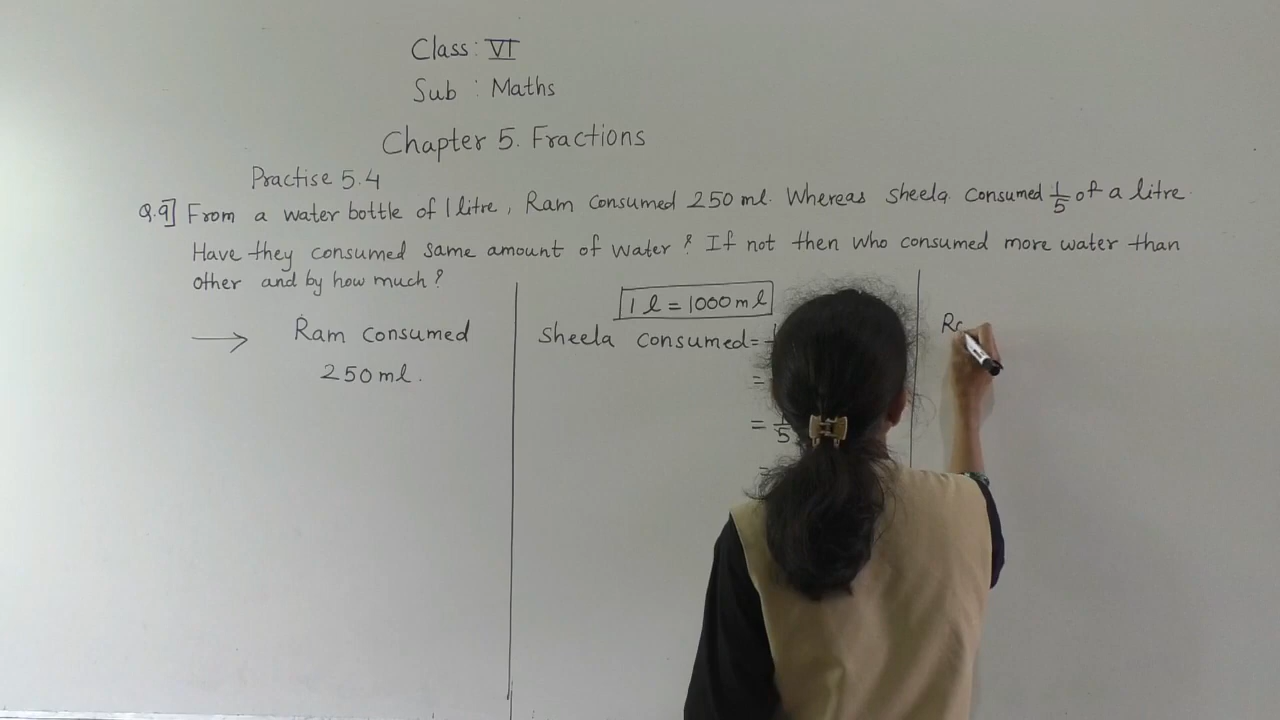 Class: VI
Sub : Maths
Chapter 5. Fractions
Practise 5.4
Q.9] From a water bottle of 1 litre, Ram consumed 250 ml. Whereas Sheela consumed 1/5 of a litre.
Have they consumed same amount of water? If not then who consumed more water than
other and by how much?
1 l = 1000 ml
→ Ram consumed
250 ml.
Sheela consumed =
=
= 1/5
=
Ra